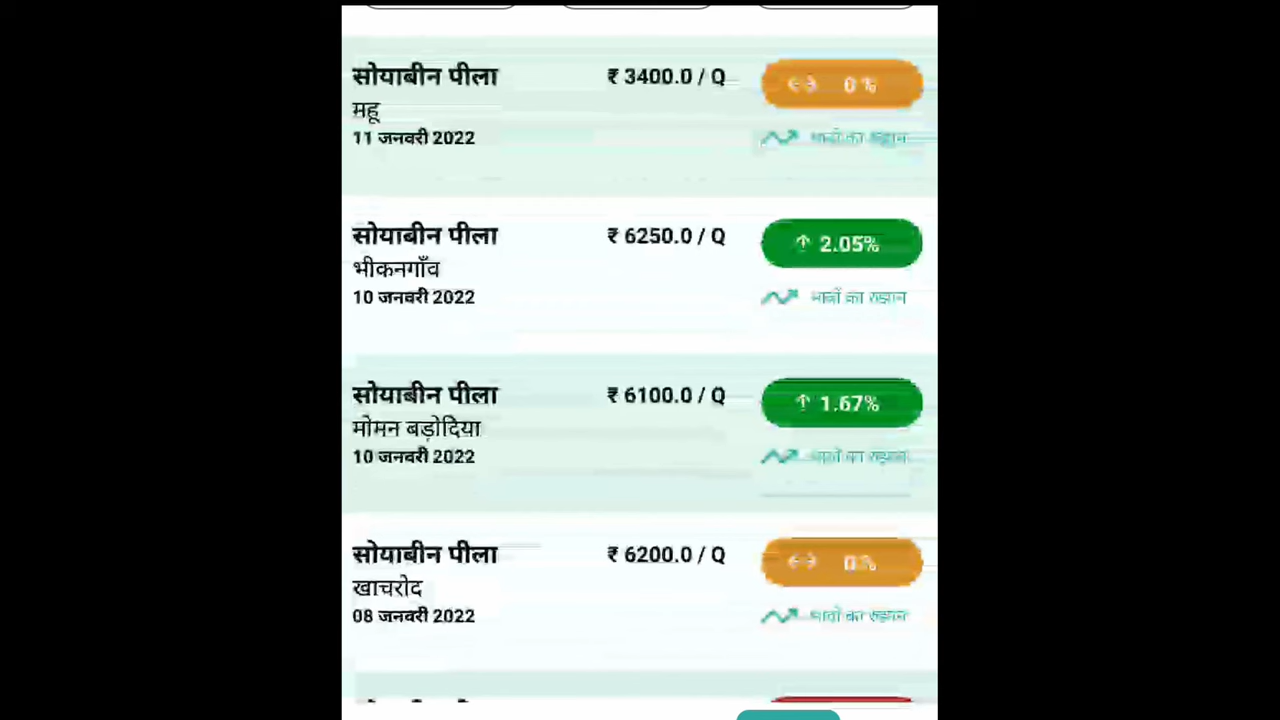 सोयाबीन पीला ₹ 3400.0 / Q 0 %
महू
11 जनवरी 2022 भावों का रुझान
सोयाबीन पीला ₹ 6250.0 / Q ↑ 2.05%
भीकनगाँव
10 जनवरी 2022 भावों का रुझान
सोयाबीन पीला ₹ 6100.0 / Q ↑ 1.67%
मोमन बड़ोदिया
10 जनवरी 2022 भावों का रुझान
सोयाबीन पीला ₹ 6200.0 / Q 0 %
खाचरोद
08 जनवरी 2022 भावों का रुझान